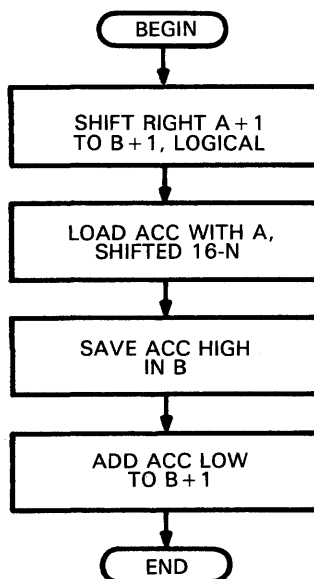 BEGIN
SHIFT RIGHT A+1
TO B+1, LOGICAL
LOAD ACC WITH A,
SHIFTED 16-N
SAVE ACC HIGH
IN B
ADD ACC LOW
TO B+1
END